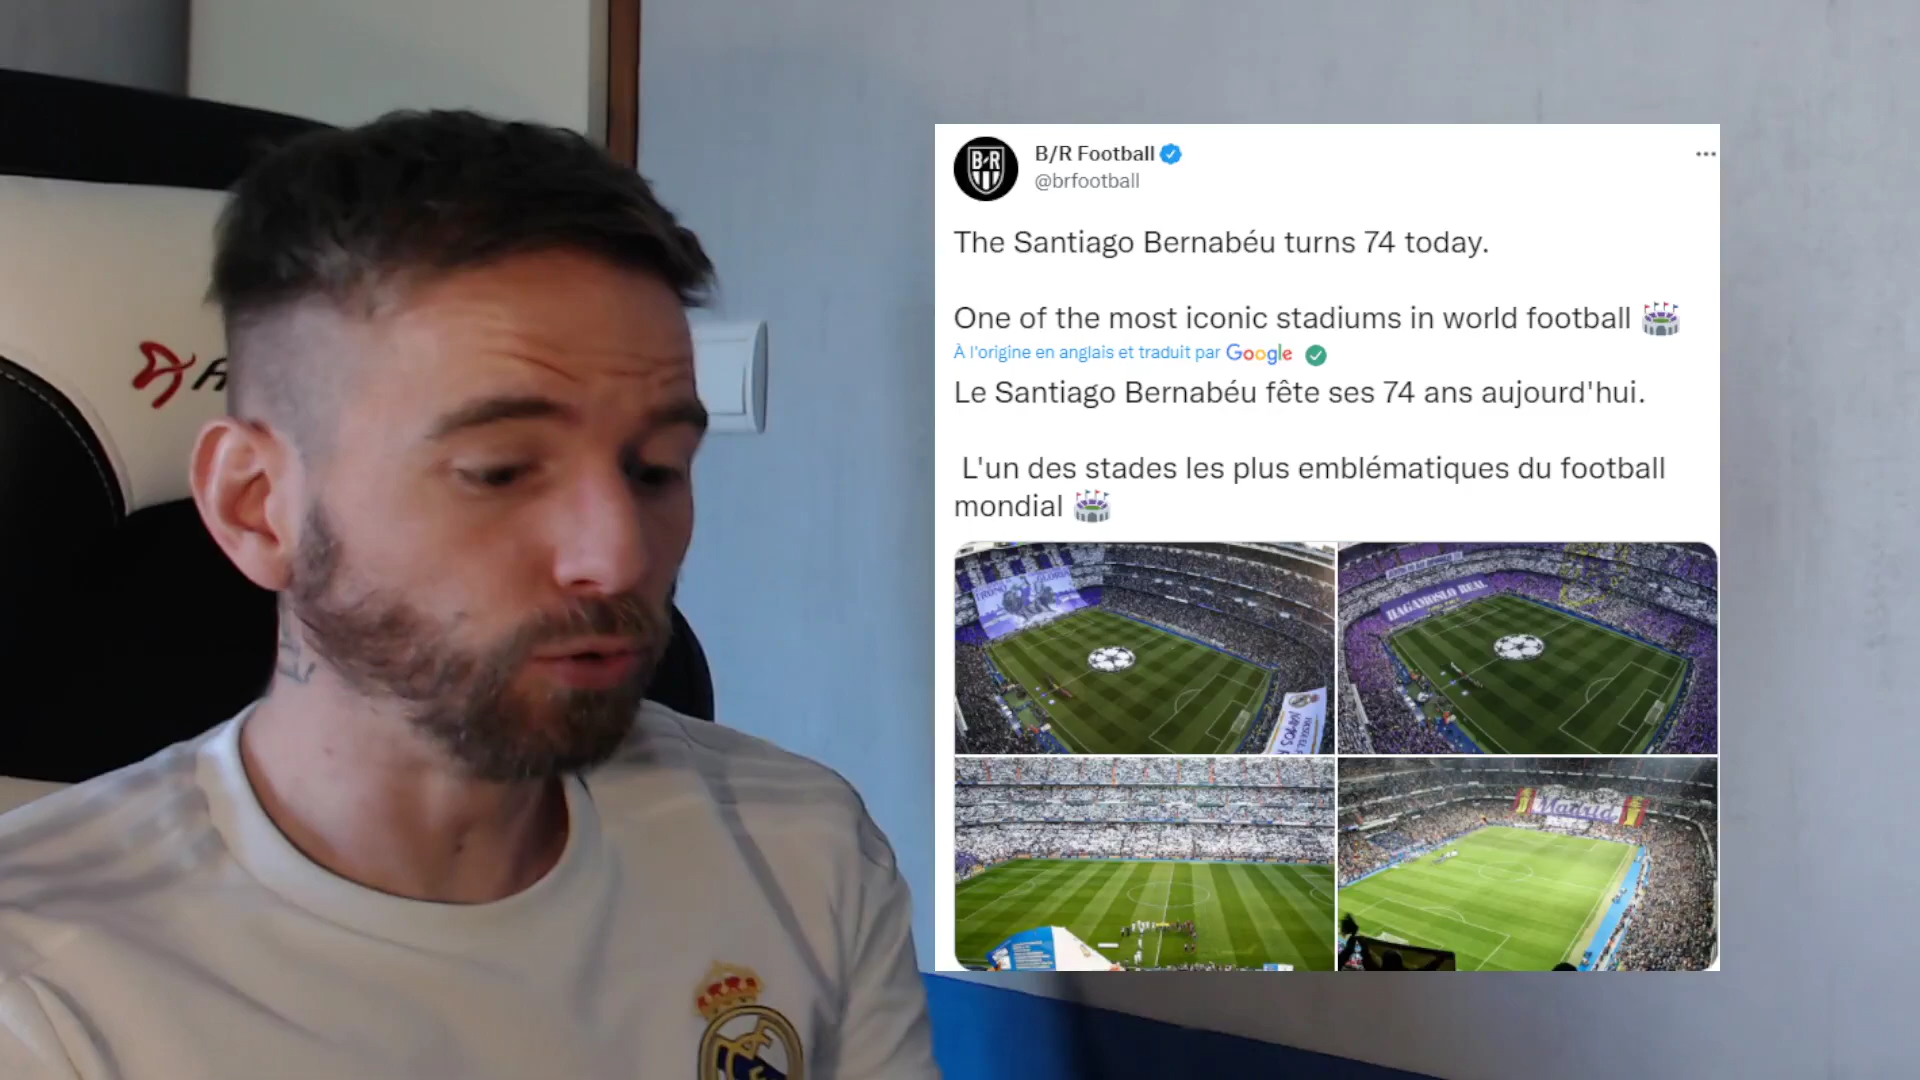 B/R Football
@brfootball
The Santiago Bernabéu turns 74 today.
One of the most iconic stadiums in world football
À l'origine en anglais et traduit par Google
Le Santiago Bernabéu fête ses 74 ans aujourd'hui.
L'un des stades les plus emblématiques du football
mondial
B/R
GLORIA
HAGAMOSLO REAL
Madrid